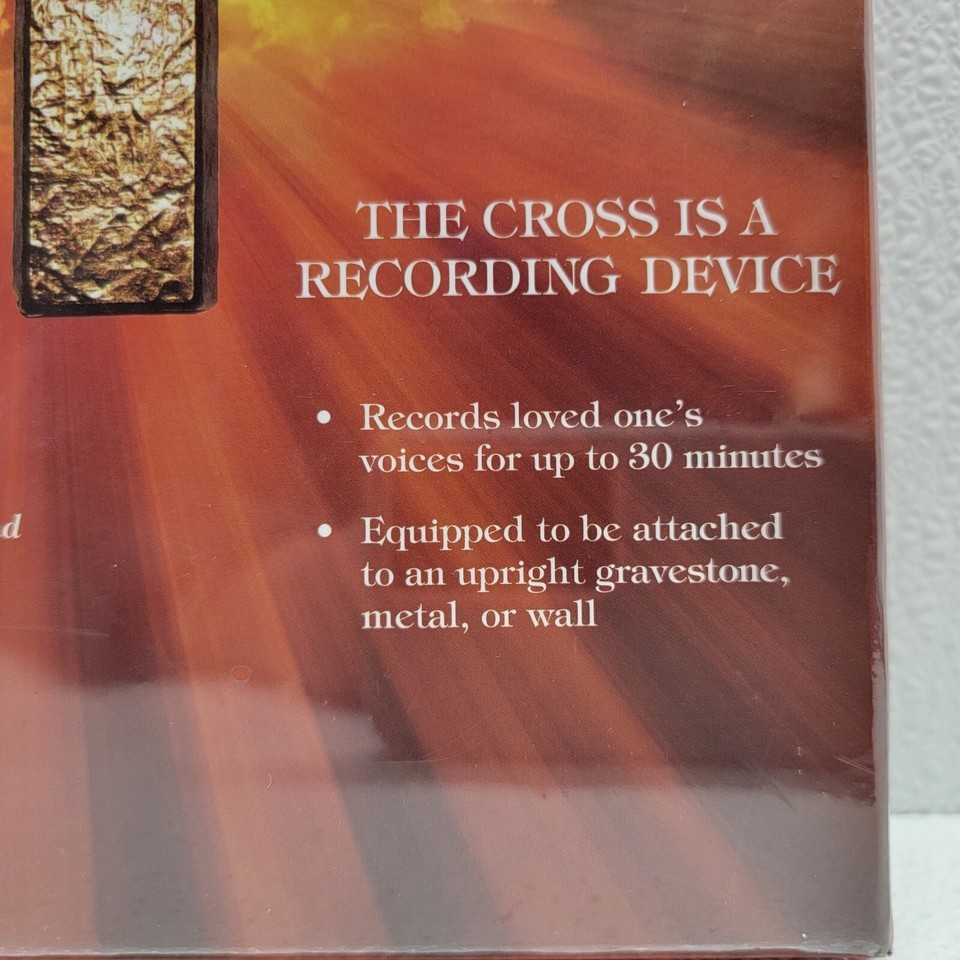 THE CROSS IS A
RECORDING DEVICE
• Records loved one's
voices for up to 30 minutes
• Equipped to be attached
to an upright gravestone,
metal, or wall